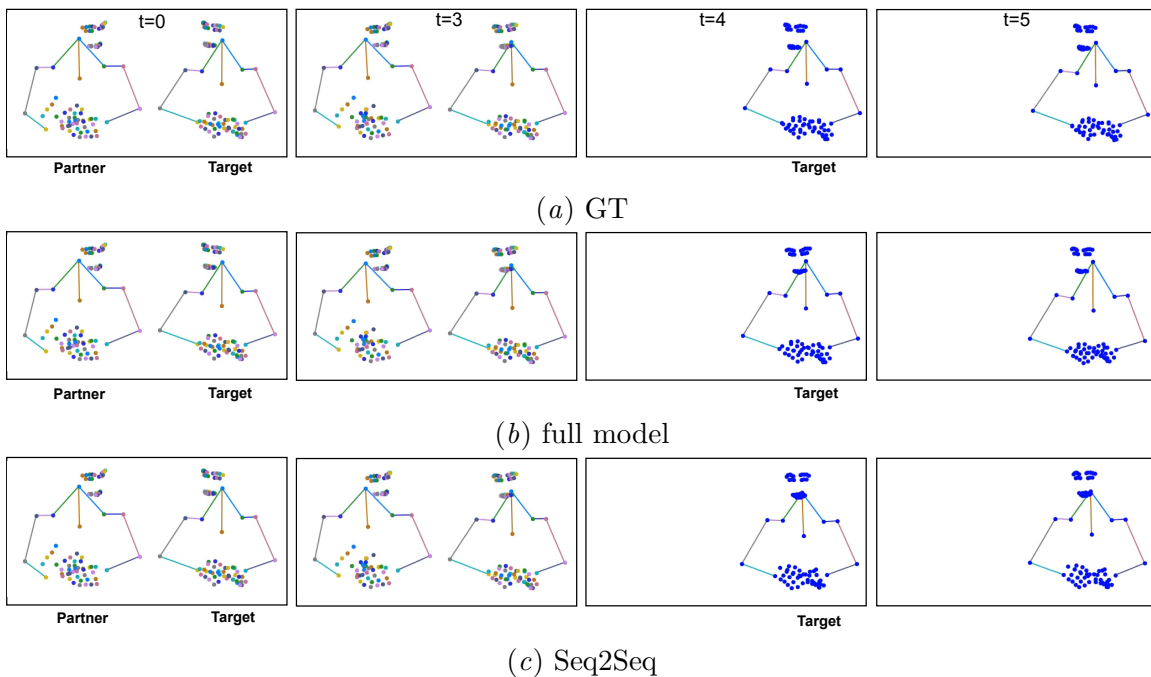 t=0 t=3 t=4 t=5
Partner Target Target
(a) GT
Partner Target Target
(b) full model
Partner Target Target
(c) Seq2Seq